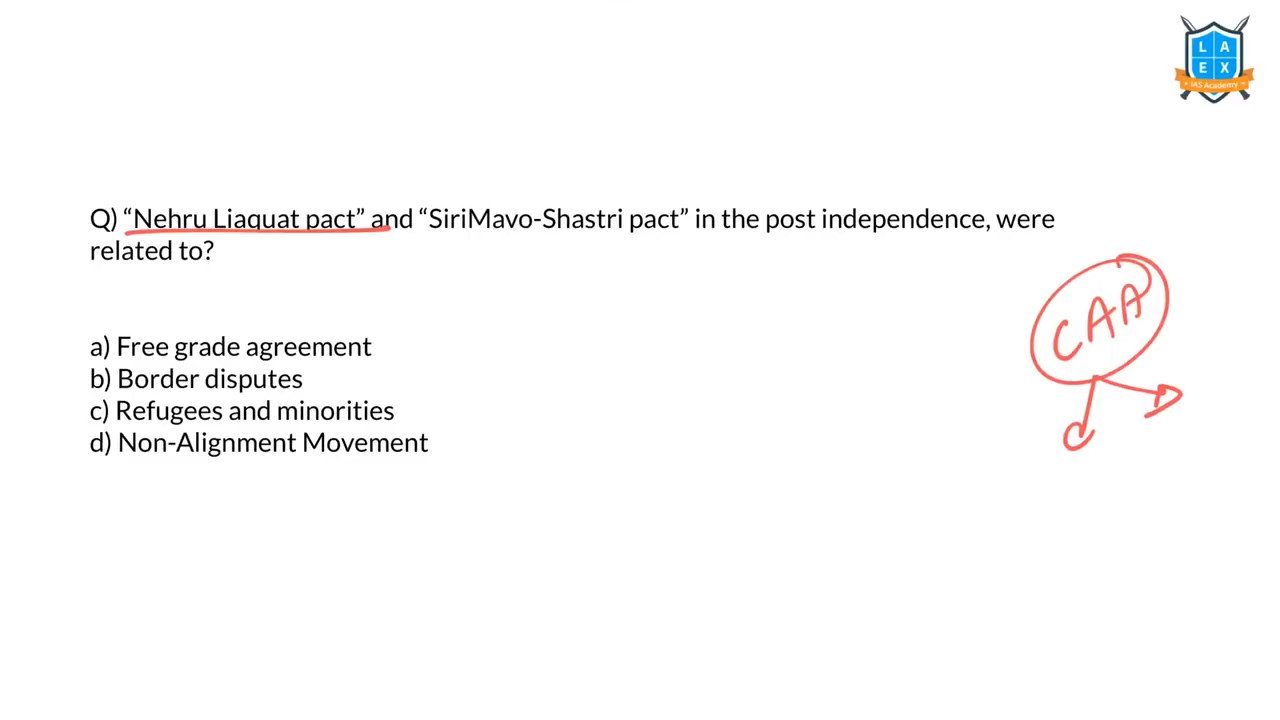 L A
E X
IAS Academy
Q) “Nehru Liaquat pact” and “SiriMavo-Shastri pact” in the post independence, were
related to?
CAA
a) Free grade agreement
b) Border disputes
c) Refugees and minorities
d) Non-Alignment Movement